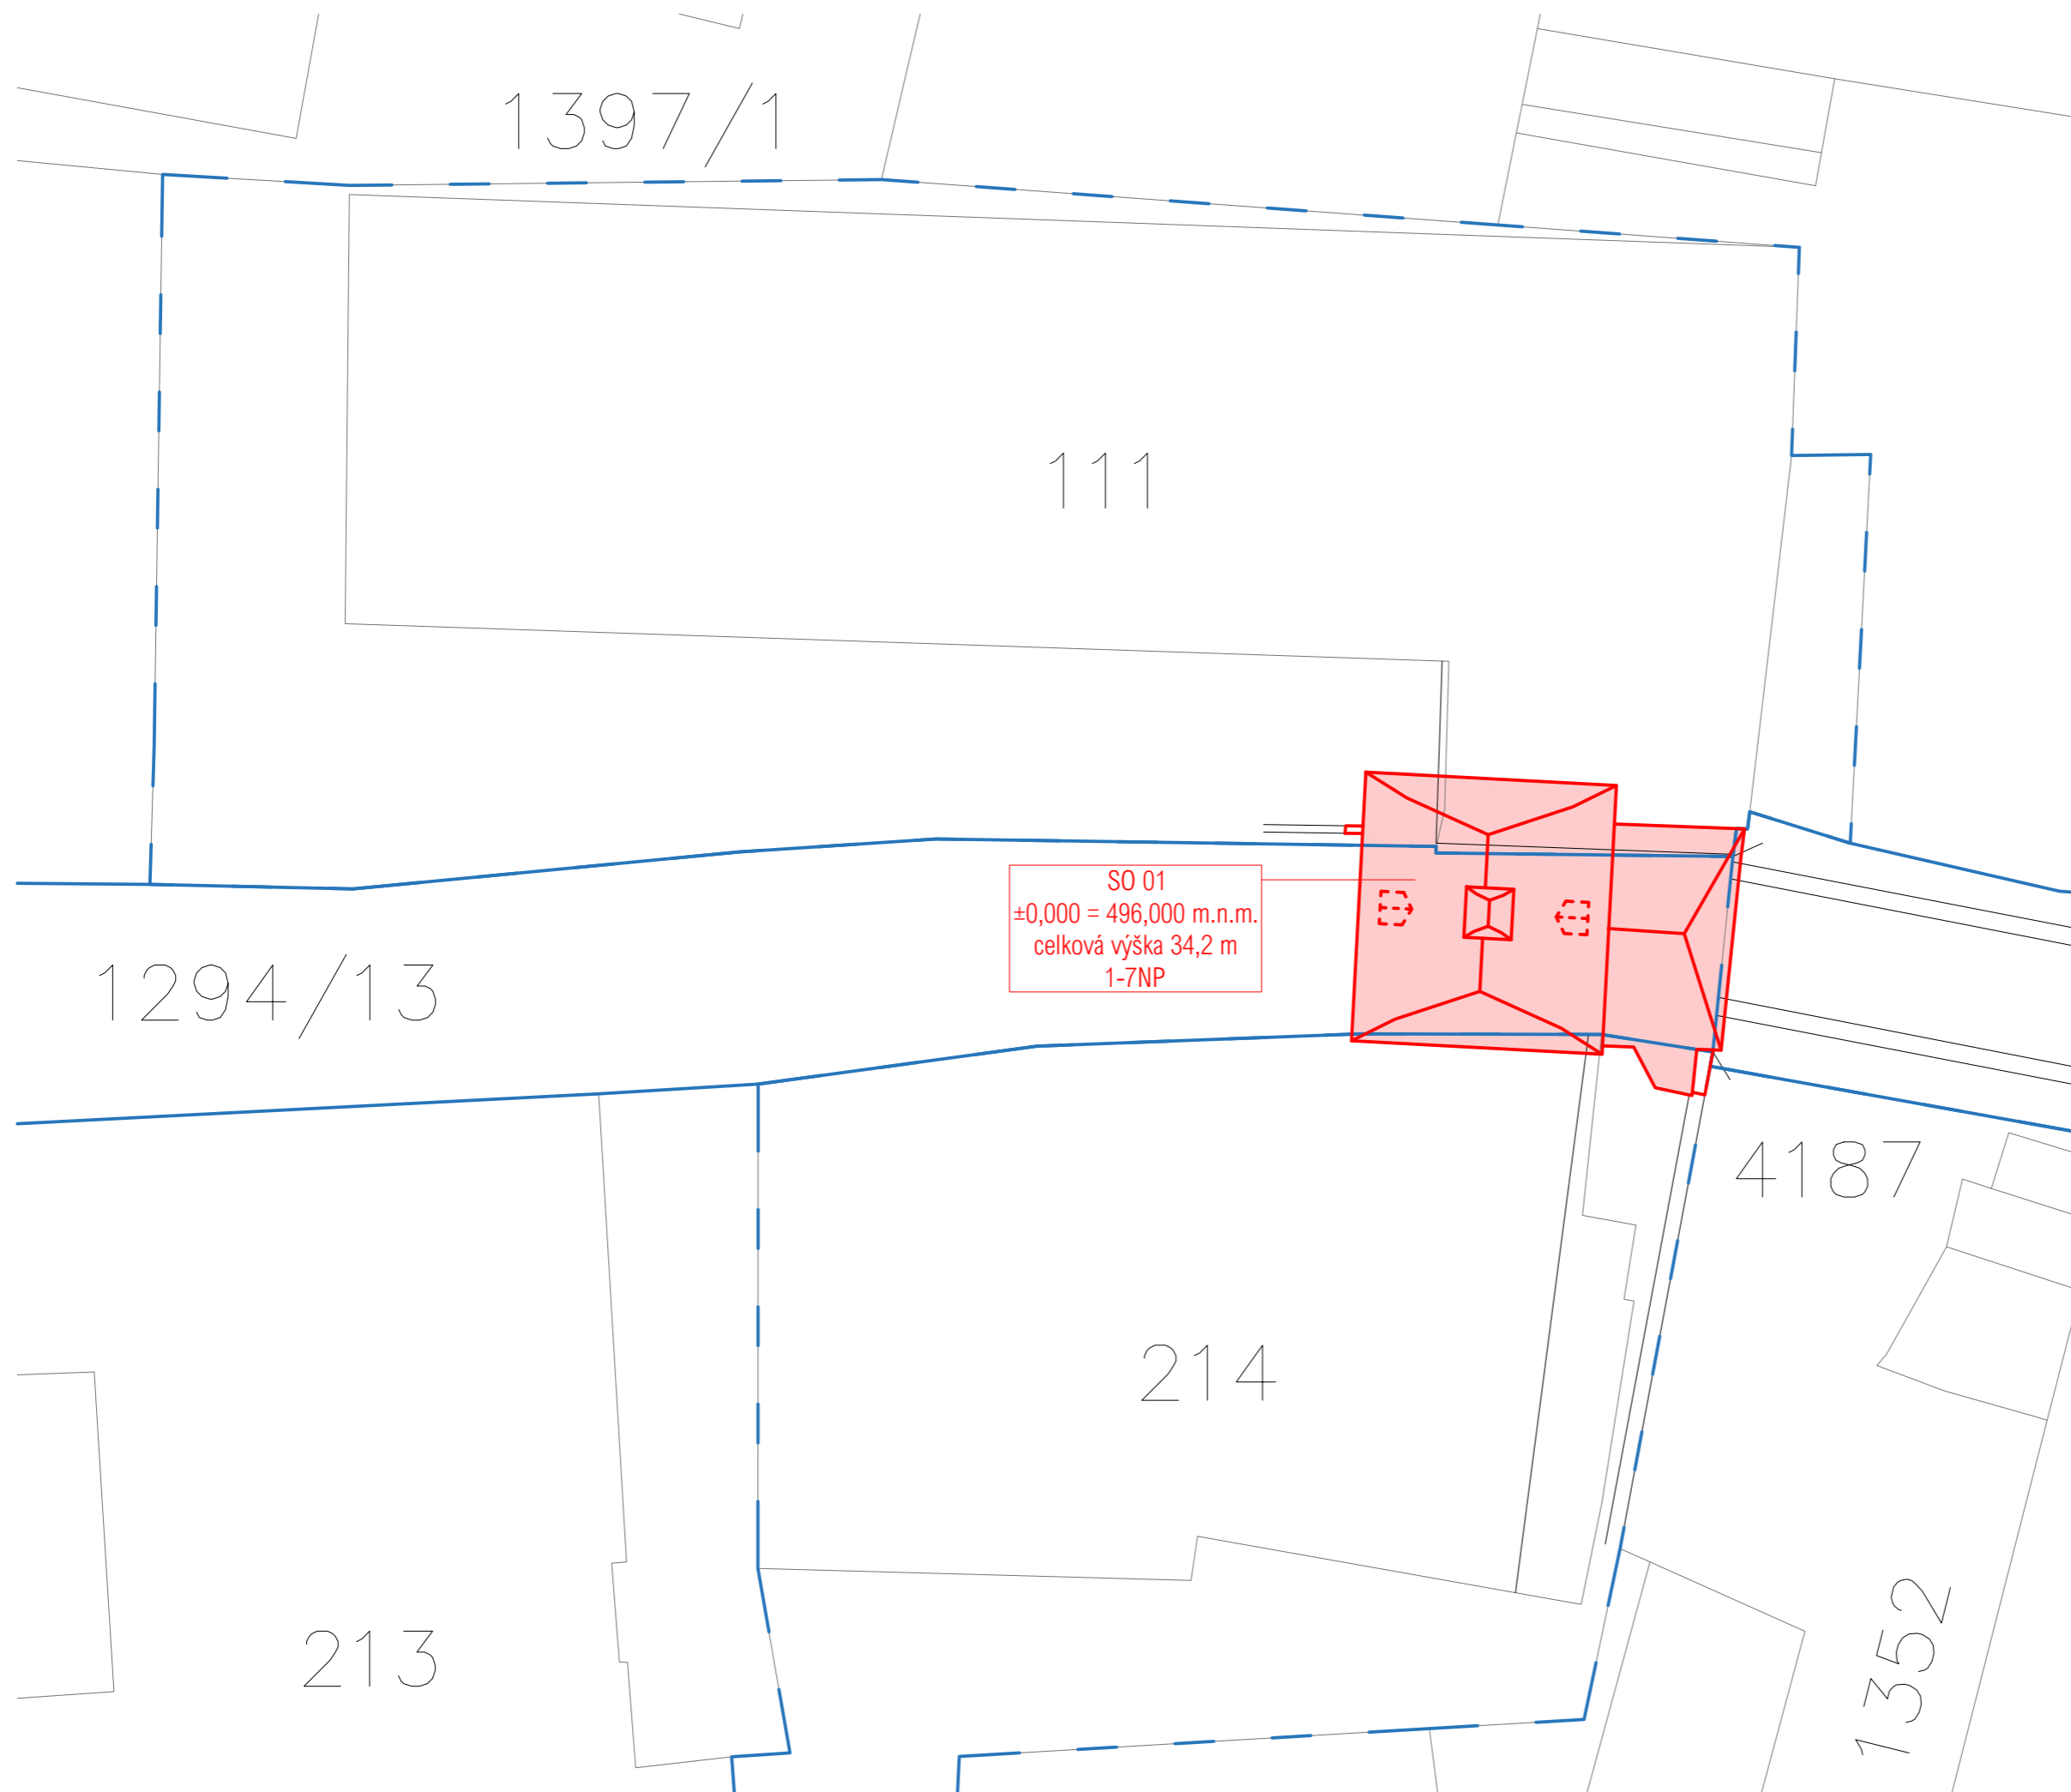 1397/1
111
SO 01
±0,000 = 496,000 m.n.m.
celková výška 34,2 m
1-7NP
1294/13
4187
214
213
1352